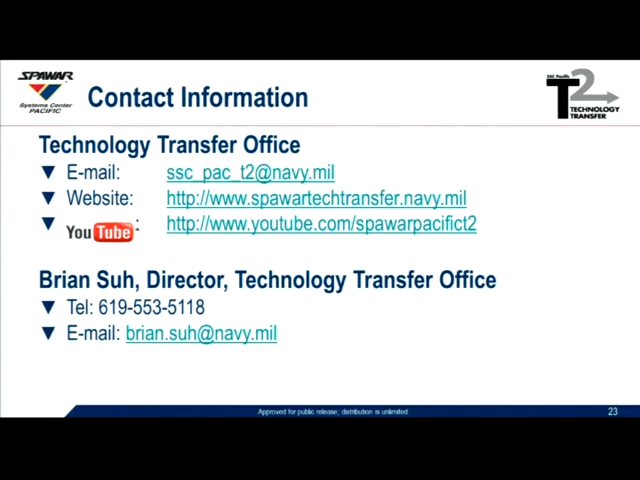 SPAWAR
Systems Center
PACIFIC
Contact Information
SSC Pacific
T2
TECHNOLOGY
TRANSFER
Technology Transfer Office
▼ E-mail: ssc_pac_t2@navy.mil
▼ Website: http://www.spawartechtransfer.navy.mil
▼ YouTube: http://www.youtube.com/spawarpacifict2
Brian Suh, Director, Technology Transfer Office
▼ Tel: 619-553-5118
▼ E-mail: brian.suh@navy.mil
Approved for public release; distribution is unlimited.
23